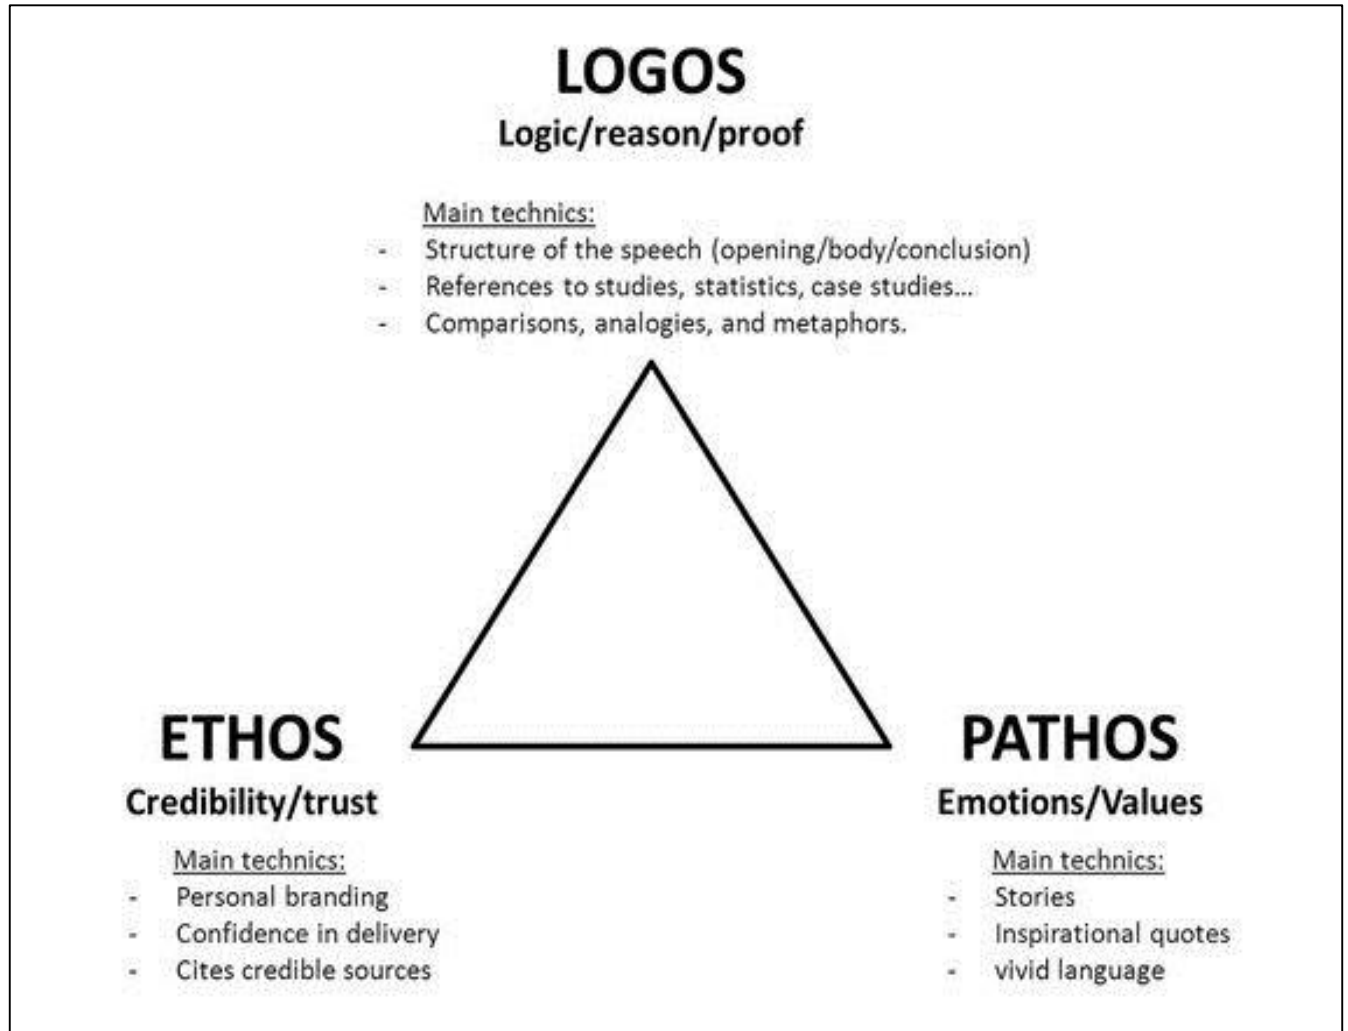 LOGOS
Logic/reason/proof
Main technics:
- Structure of the speech (opening/body/conclusion)
- References to studies, statistics, case studies...
- Comparisons, analogies, and metaphors.
ETHOS
Credibility/trust
Main technics:
- Personal branding
- Confidence in delivery
- Cites credible sources
PATHOS
Emotions/Values
Main technics:
- Stories
- Inspirational quotes
- vivid language